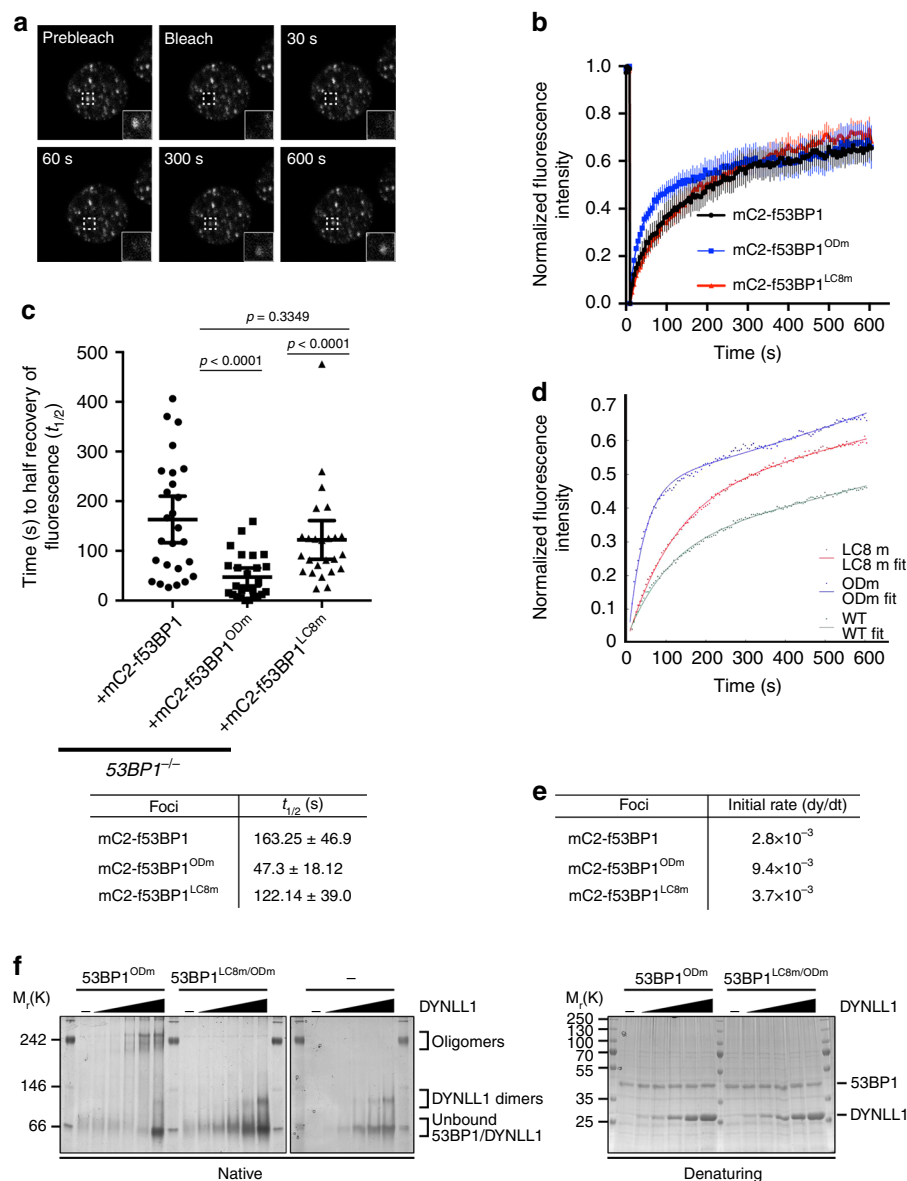 a
Prebleach
Bleach
30 s
60 s
300 s
600 s
b
Normalized fluorescence
intensity
1.0
0.8
0.6
0.4
0.2
0.0
0
100
200
300
400
500
600
Time (s)
mC2-f53BP1
mC2-f53BP1ODm
mC2-f53BP1LC8m
c
Time (s) to half recovery of
fluorescence (t1/2)
500
400
300
200
100
0
p = 0.3349
p < 0.0001
p < 0.0001
+mC2-f53BP1
+mC2-f53BP1ODm
+mC2-f53BP1LC8m
53BP1–/–
Foci t1/2 (s)
mC2-f53BP1 163.25 ± 46.9
mC2-f53BP1ODm 47.3 ± 18.12
mC2-f53BP1LC8m 122.14 ± 39.0
d
Normalized fluorescence
intensity
0.7
0.6
0.5
0.4
0.3
0.2
0.1
0
0
100
200
300
400
500
600
Time (s)
LC8 m
LC8 m fit
ODm
ODm fit
WT
WT fit
e
Foci Initial rate (dy/dt)
mC2-f53BP1 2.8×10–3
mC2-f53BP1ODm 9.4×10–3
mC2-f53BP1LC8m 3.7×10–3
f
53BP1ODm
53BP1LC8m/ODm
–
Mr(K)
–
–
–
DYNLL1
242
146
66
Oligomers
DYNLL1 dimers
Unbound
53BP1/DYNLL1
Native
53BP1ODm
53BP1LC8m/ODm
Mr(K)
–
–
DYNLL1
250
130
100
70
55
35
25
53BP1
DYNLL1
Denaturing